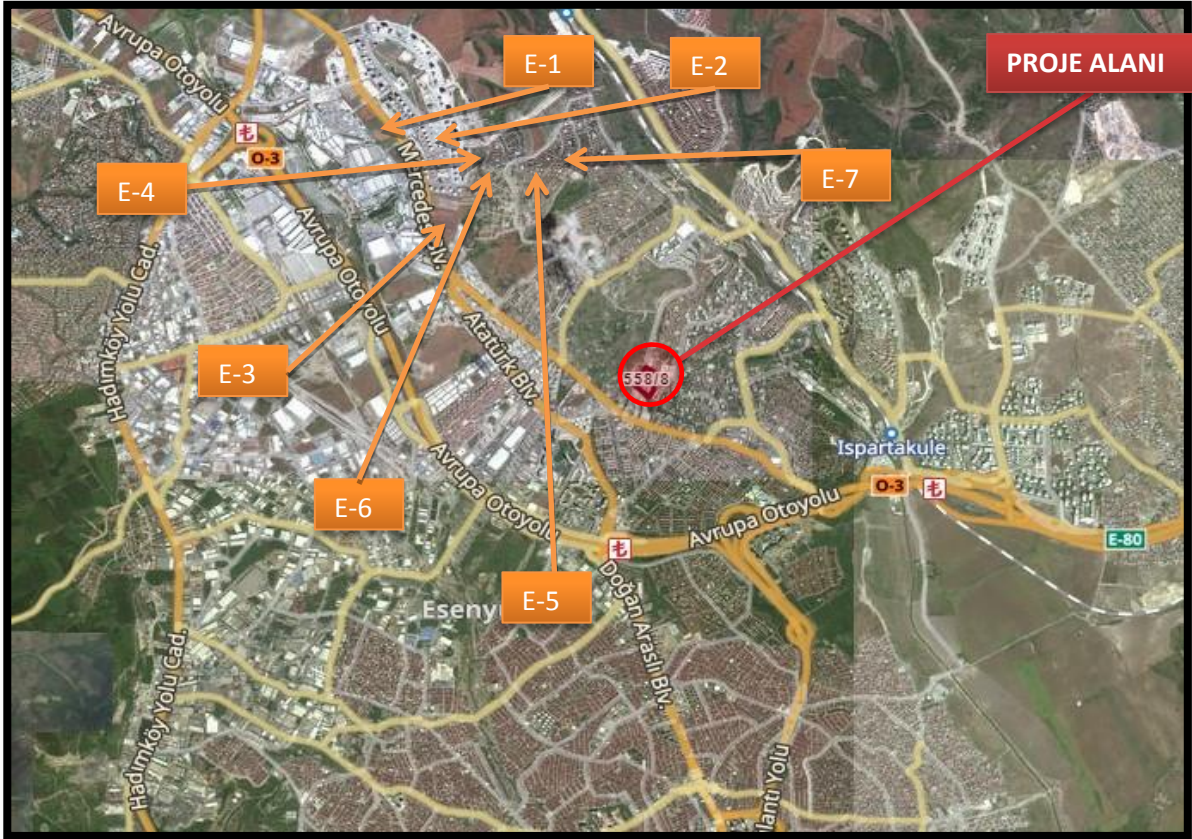 Avrupa Otoyolu
E-1
E-2
PROJE ALANI
O-3
E-4
E-7
Mercedes Blv.
Avrupa Otoyolu
Hadımköy Yolu Cad.
Atatürk Blv.
E-3
558/8
Ispartakule
Avrupa Otoyolu
O-3
E-6
Avrupa Otoyolu
E-80
E-5
Doğan Araslı Blv.
Hadımköy Yolu Cad.
Yolu